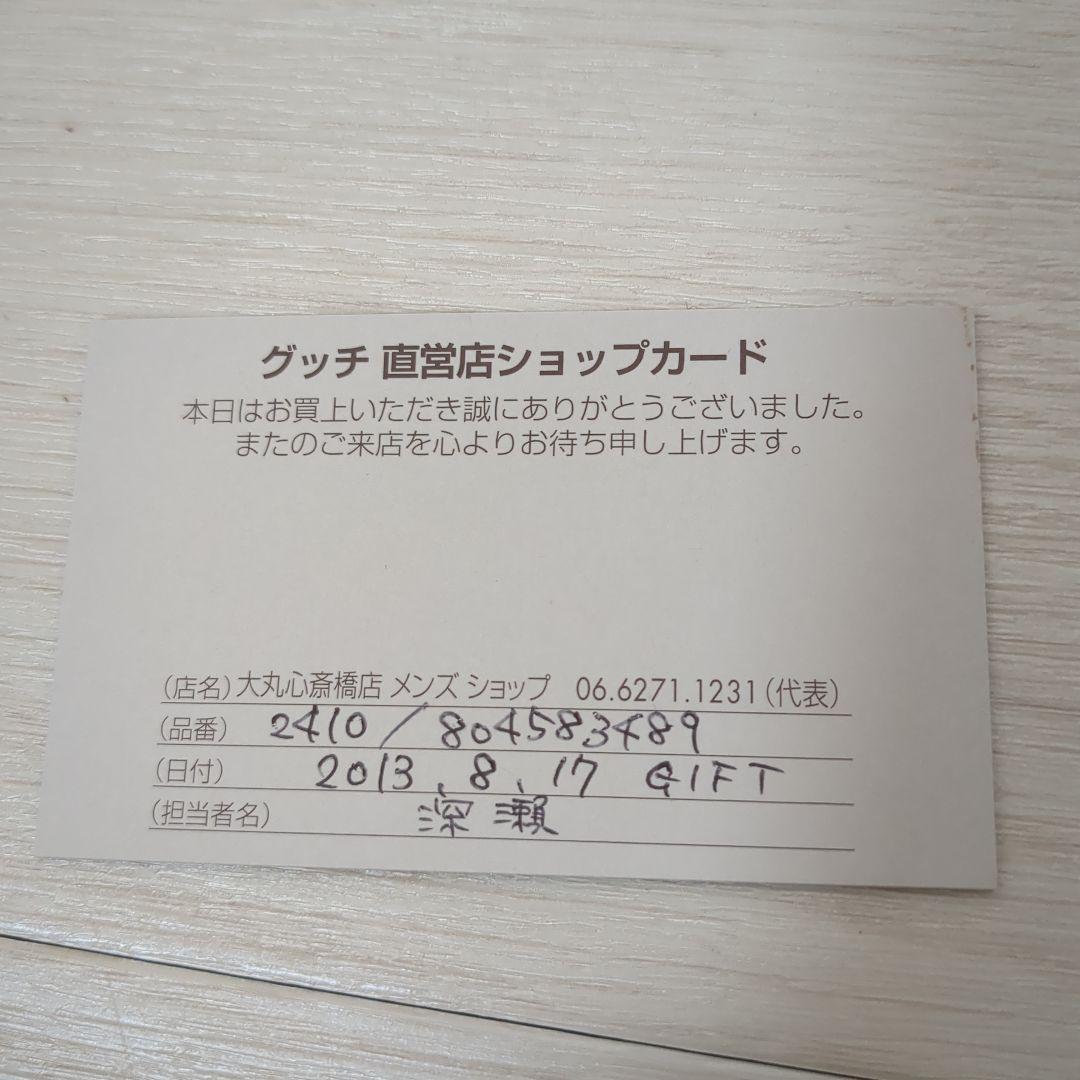 グッチ 直営店ショップカード
本日はお買上いただき誠にありがとうございました。
またのご来店を心よりお待ち申し上げます。
(店名) 大丸心斎橋店 メンズ ショップ 06.6271.1231(代表)
(品番) 2410/804583489
(日付) 2013、8、17 GIFT
(担当者名) 深瀬